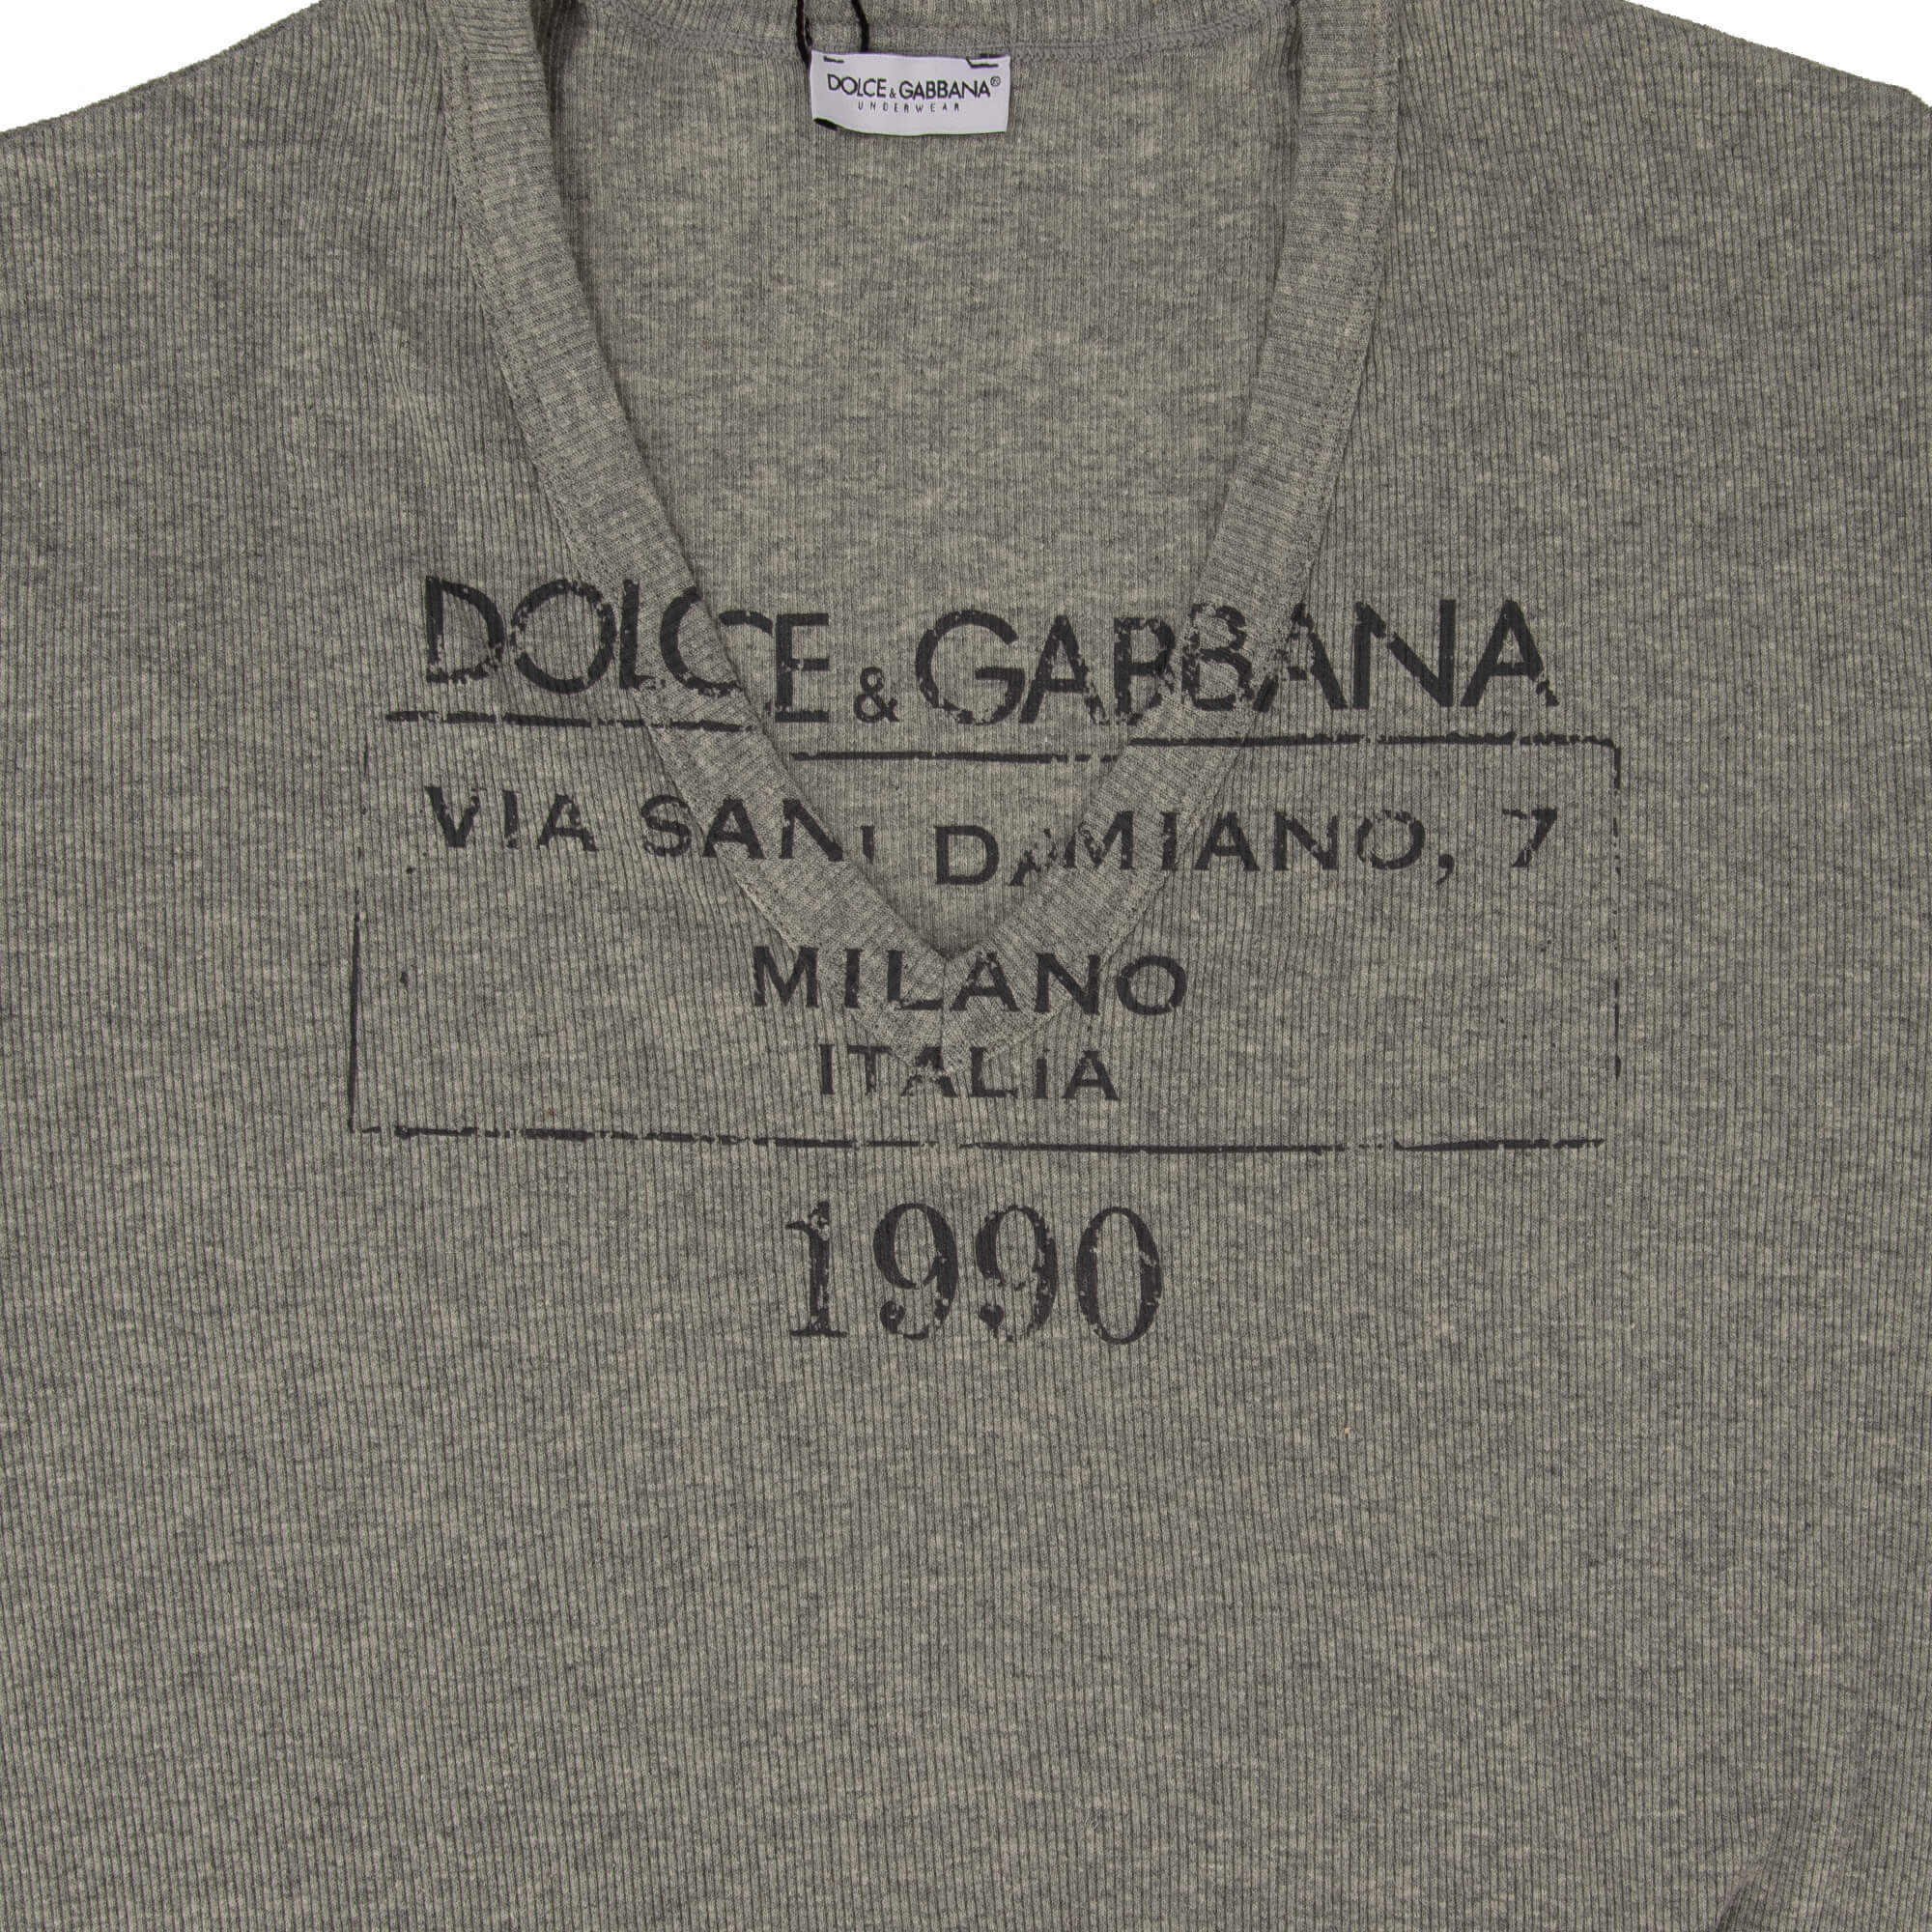 DOLCE & GABBANA®
UNDERWEAR
DOLCE & GABBANA
VIA SAN DAMIANO, 7
MILANO
ITALIA
1990